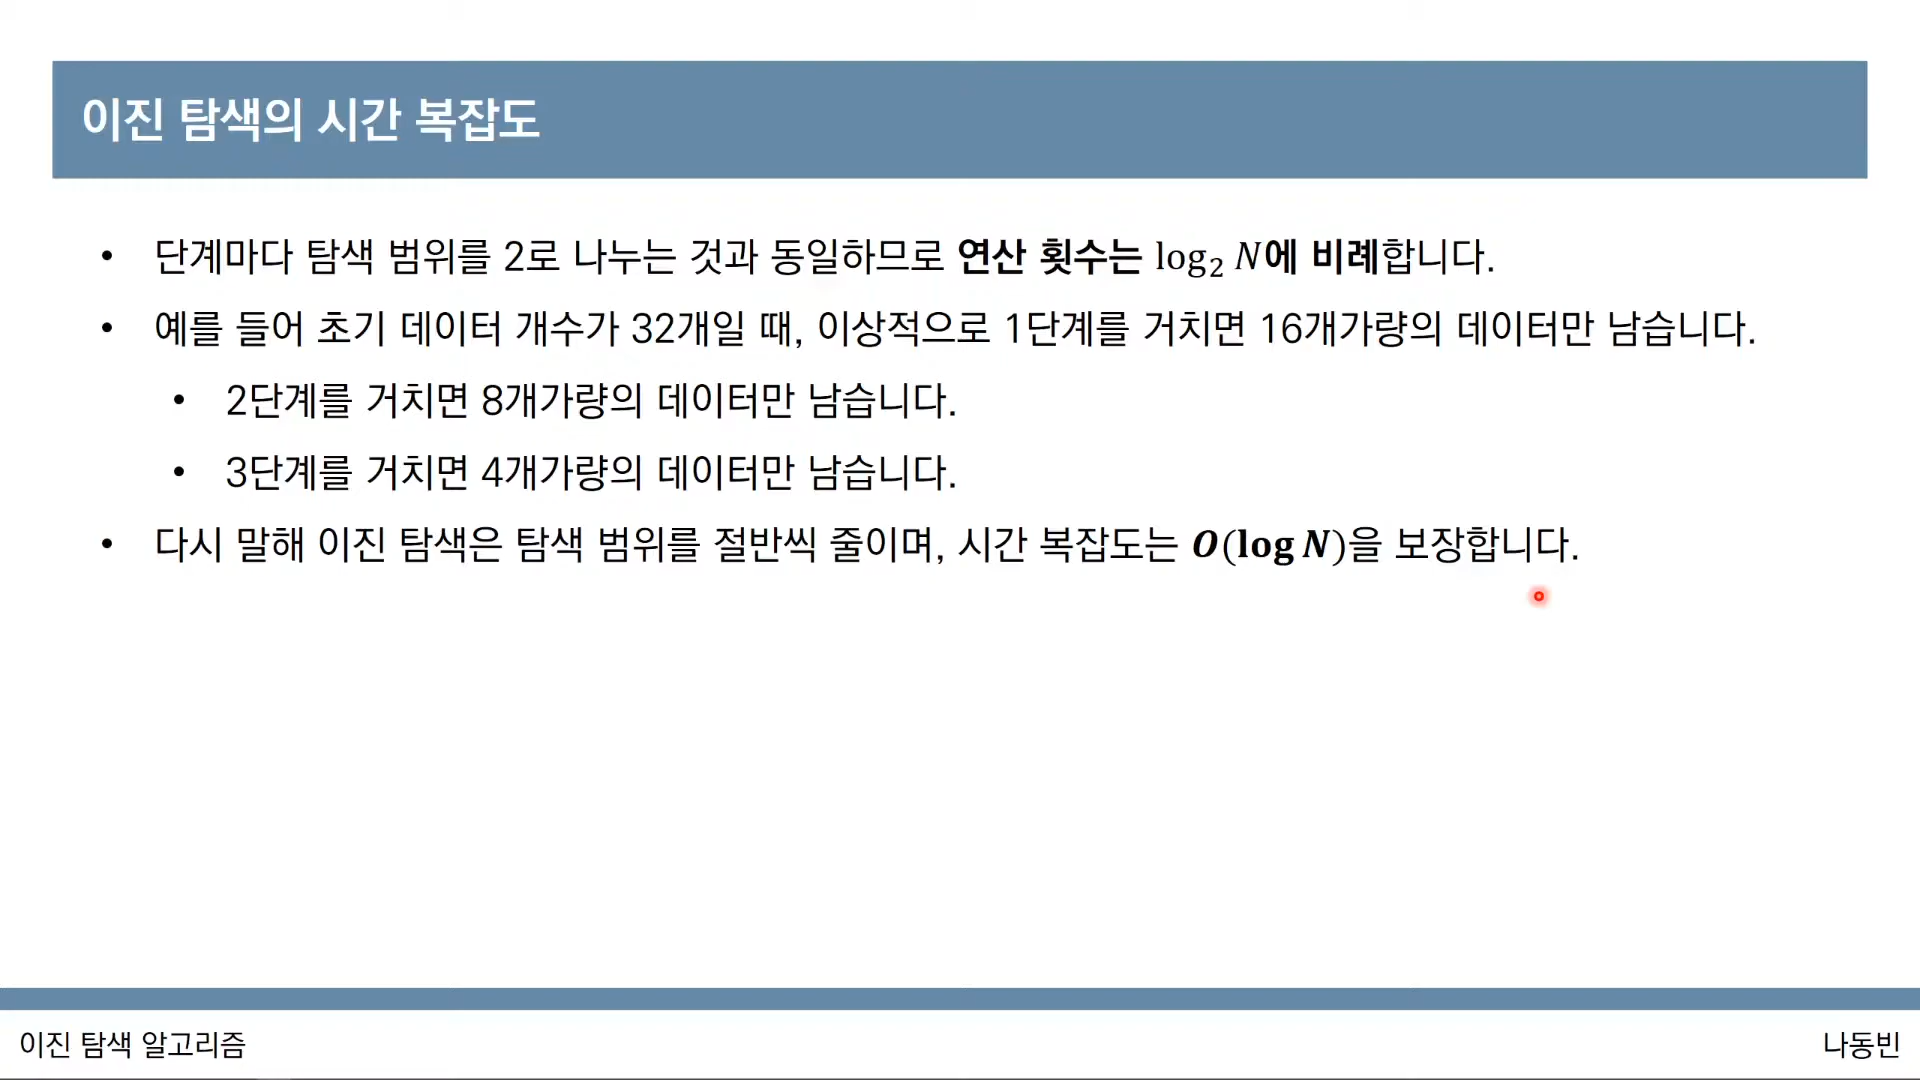 이진 탐색의 시간 복잡도
• 단계마다 탐색 범위를 2로 나누는 것과 동일하므로 연산 횟수는 log₂ N에 비례합니다.
• 예를 들어 초기 데이터 개수가 32개일 때, 이상적으로 1단계를 거치면 16개가량의 데이터만 남습니다.
• 2단계를 거치면 8개가량의 데이터만 남습니다.
• 3단계를 거치면 4개가량의 데이터만 남습니다.
• 다시 말해 이진 탐색은 탐색 범위를 절반씩 줄이며, 시간 복잡도는 O(log N)을 보장합니다.
이진 탐색 알고리즘
나동빈